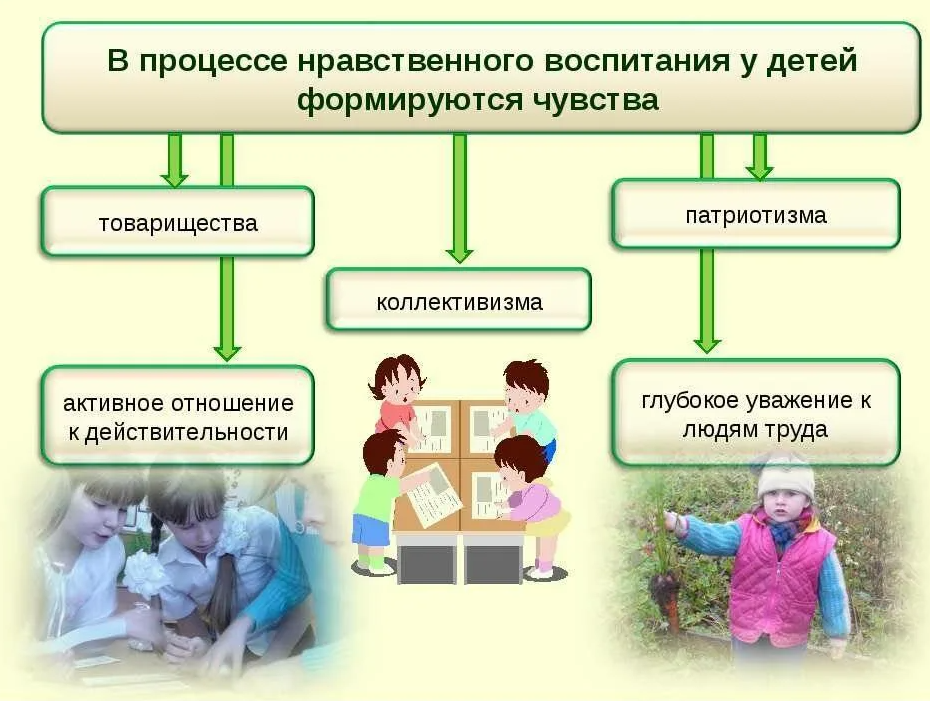 В процессе нравственного воспитания у детей
формируются чувства
товарищества
патриотизма
коллективизма
активное отношение
к действительности
глубокое уважение к
людям труда